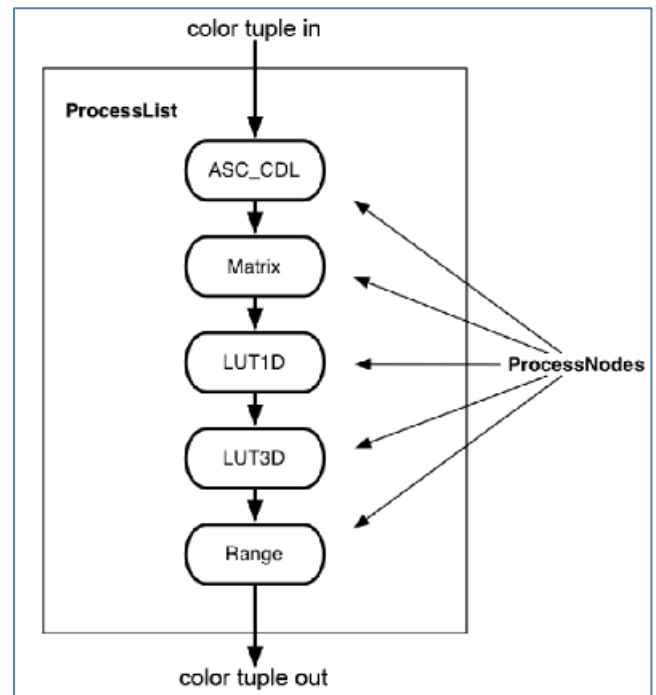 color tuple in
ProcessList
ASC_CDL
Matrix
LUT1D
ProcessNodes
LUT3D
Range
color tuple out